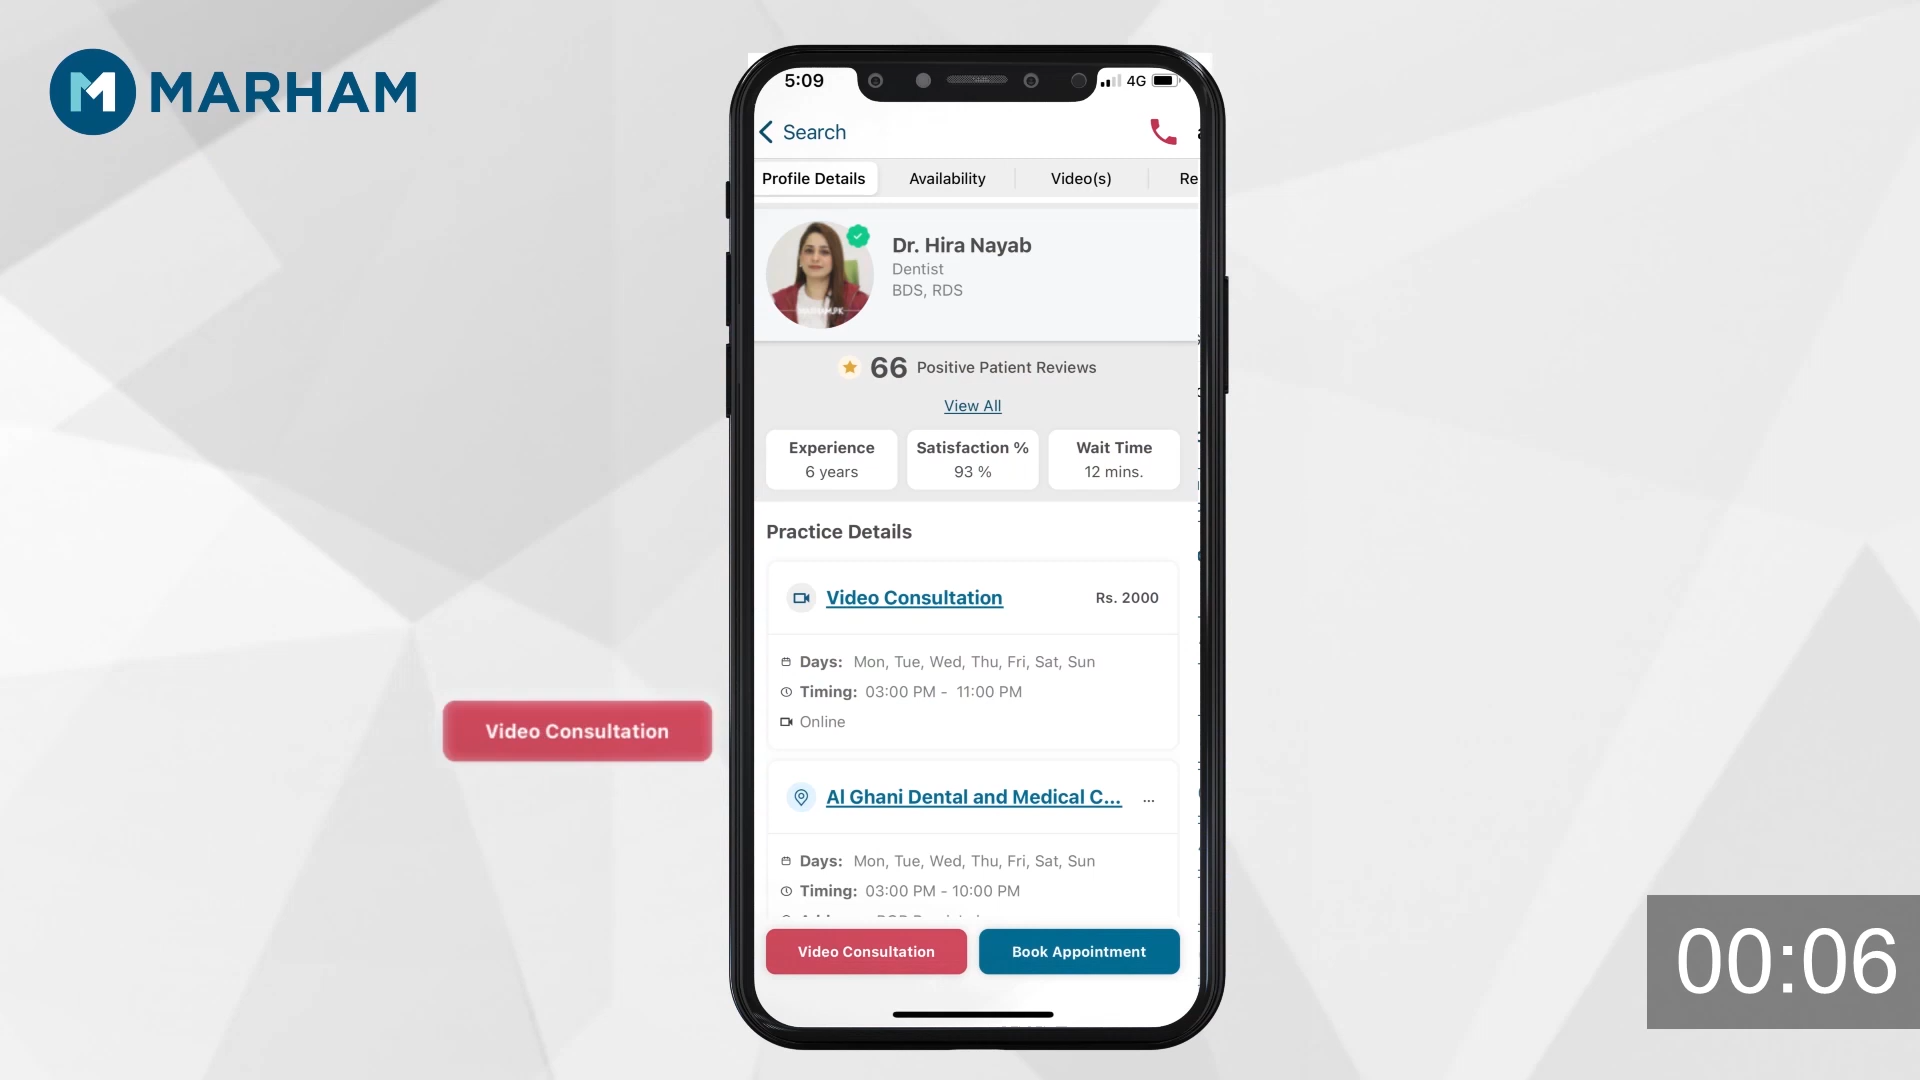 MARHAM
5:09
4G
Search
Profile Details
Availability
Video(s)
Re
Dr. Hira Nayab
Dentist
BDS, RDS
MARHAM.PK
66 Positive Patient Reviews
View All
Experience
6 years
Satisfaction %
93 %
Wait Time
12 mins.
Practice Details
Video Consultation
Rs. 2000
Days: Mon, Tue, Wed, Thu, Fri, Sat, Sun
Timing: 03:00 PM - 11:00 PM
Online
Video Consultation
Al Ghani Dental and Medical C...
...
Days: Mon, Tue, Wed, Thu, Fri, Sat, Sun
Timing: 03:00 PM - 10:00 PM
Video Consultation
Book Appointment
00:06